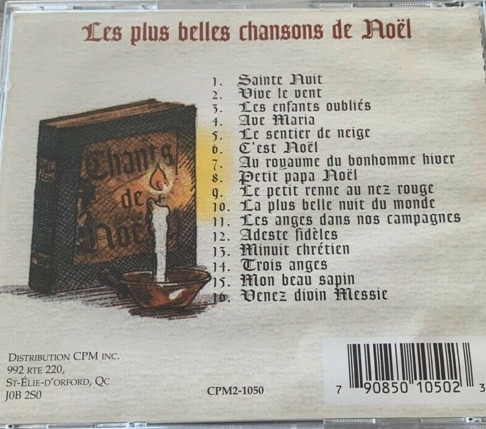 Les plus belles chansons de Noël
1. Sainte Nuit
2. Vive le vent
3. Les enfants oubliés
4. Ave Maria
5. Le sentier de neige
6. C'est Noël
7. Au royaume du bonhomme hiver
8. Petit papa Noël
9. Le petit renne au nez rouge
10. La plus belle nuit du monde
11. Les anges dans nos campagnes
12. Adeste fidèles
13. Minuit chrétien
14. Trois anges
15. Mon beau sapin
16. Venez divin Messie
Chants
de
Noël
DISTRIBUTION CPM INC.
992 RTE 220,
ST-ÉLIE-D'ORFORD, QC
J0B 2S0
CPM2-1050
7 90850 10502 3